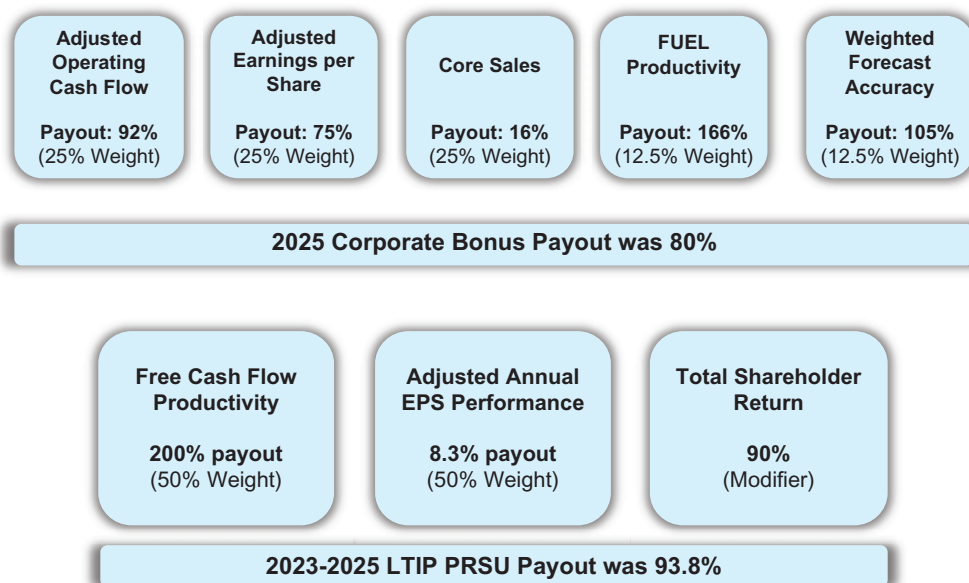 Adjusted
Operating
Cash Flow
Payout: 92%
(25% Weight)
Adjusted
Earnings per
Share
Payout: 75%
(25% Weight)
Core Sales
Payout: 16%
(25% Weight)
FUEL
Productivity
Payout: 166%
(12.5% Weight)
Weighted
Forecast
Accuracy
Payout: 105%
(12.5% Weight)
2025 Corporate Bonus Payout was 80%
Free Cash Flow
Productivity
200% payout
(50% Weight)
Adjusted Annual
EPS Performance
8.3% payout
(50% Weight)
Total Shareholder
Return
90%
(Modifier)
2023-2025 LTIP PRSU Payout was 93.8%